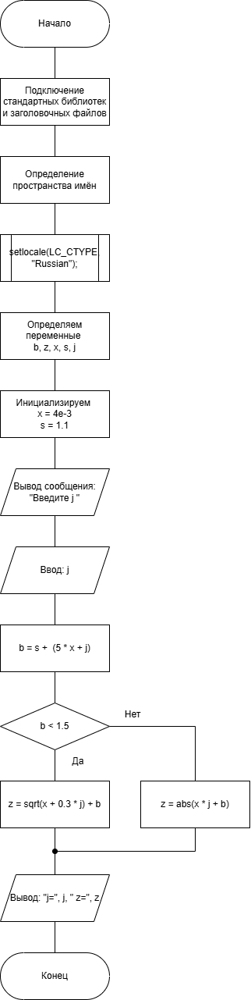 Начало
Подключение
стандартных библиотек
и заголовочных файлов
Определение
пространства имён
setlocale(LC_CTYPE,
"Russian");
Определяем
переменные
b, z, x, s, j
Инициализируем
x = 4e-3
s = 1.1
Вывод сообщения:
"Введите j "
Ввод: j
b = s +  (5 * x + j)
b < 1.5
Нет
Да
z = sqrt(x + 0.3 * j) + b
z = abs(x * j + b)
Вывод: "j=", j, " z=", z
Конец